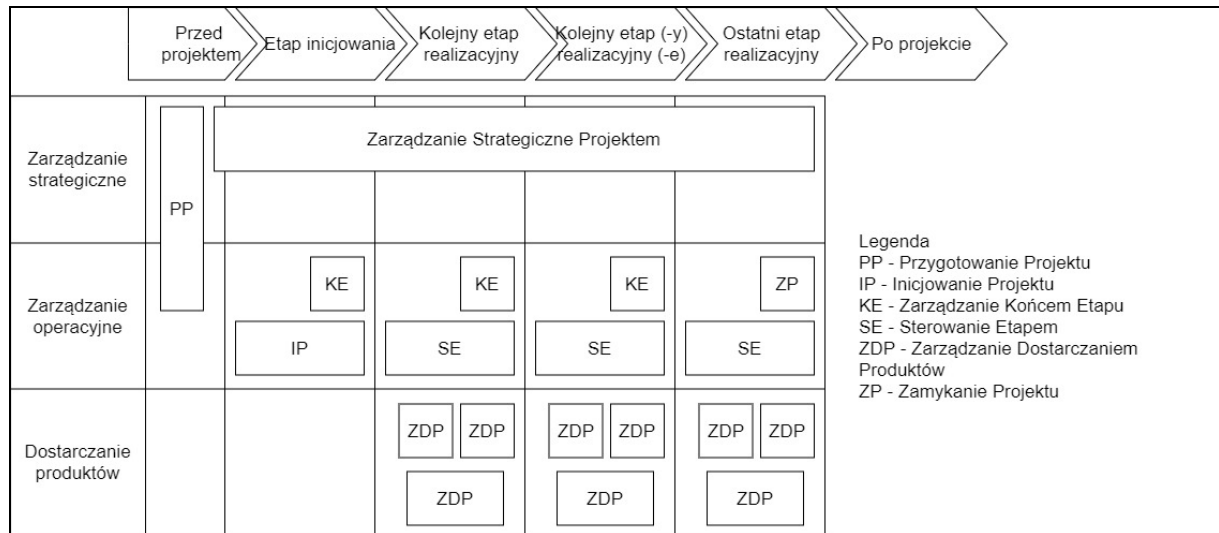 Przed
projektem
Etap inicjowania
Kolejny etap
realizacyjny
Kolejny etap (-y)
realizacyjny (-e)
Ostatni etap
realizacyjny
Po projekcie
Zarządzanie
strategiczne
PP
Zarządzanie Strategiczne Projektem
Zarządzanie
operacyjne
KE
KE
KE
ZP
IP
SE
SE
SE
Dostarczanie
produktów
ZDP
ZDP
ZDP
ZDP
ZDP
ZDP
ZDP
ZDP
ZDP
Legenda
PP - Przygotowanie Projektu
IP - Inicjowanie Projektu
KE - Zarządzanie Końcem Etapu
SE - Sterowanie Etapem
ZDP - Zarządzanie Dostarczaniem
Produktów
ZP - Zamykanie Projektu